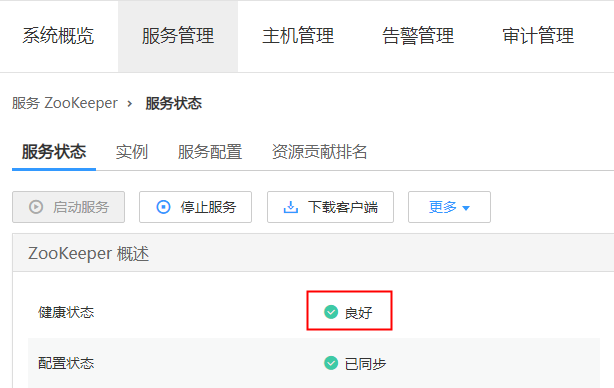 系统概览 服务管理 主机管理 告警管理 审计管理
服务 ZooKeeper › 服务状态
服务状态 实例 服务配置 资源贡献排名
启动服务 停止服务 下载客户端 更多
ZooKeeper 概述
健康状态 良好
配置状态 已同步